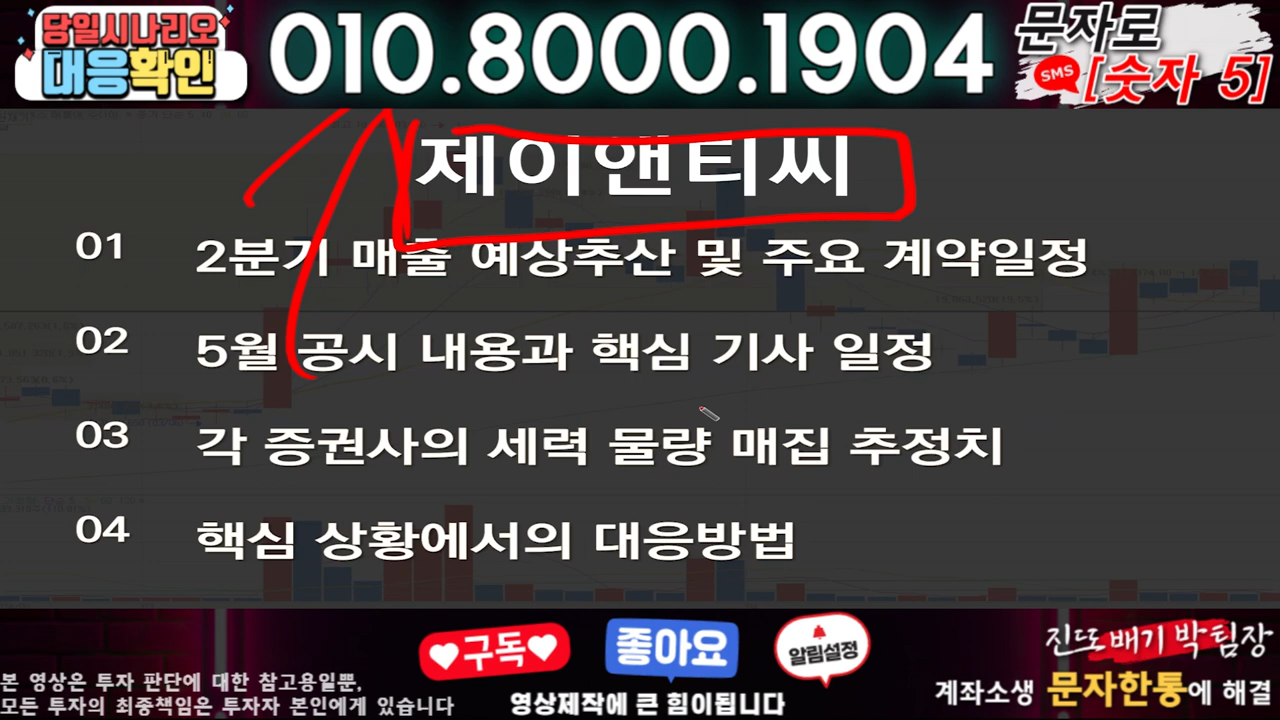 당일시나리오
대응확인
010.8000.1904
문자로
SMS
[숫자 5]
제이앤티씨
01
2분기 매출 예상추산 및 주요 계약일정
02
5월 공시 내용과 핵심 기사 일정
03
각 증권사의 세력 물량 매집 추정치
04
핵심 상황에서의 대응방법
구독
좋아요
알림설정
진또배기 박팀장
본 영상은 투자 판단에 대한 참고용일뿐,
모든 투자의 최종책임은 투자자 본인에게 있습니다
영상제작에 큰 힘이됩니다
계좌소생 문자한통에 해결